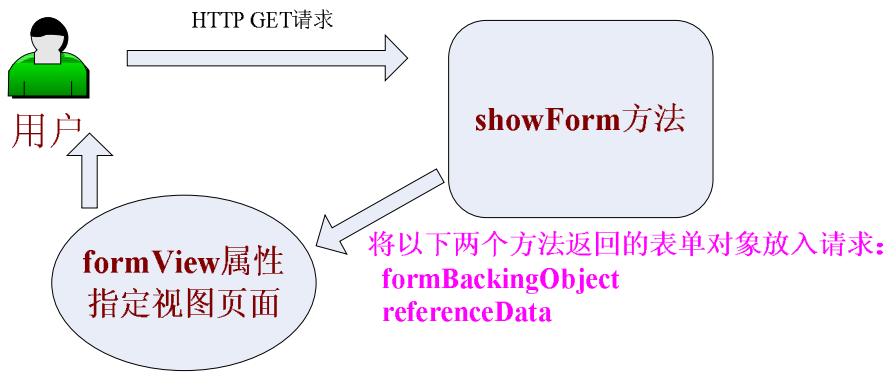 HTTP GET请求
用户
showForm方法
将以下两个方法返回的表单对象放入请求：
formBackingObject
referenceData
formView属性
指定视图页面